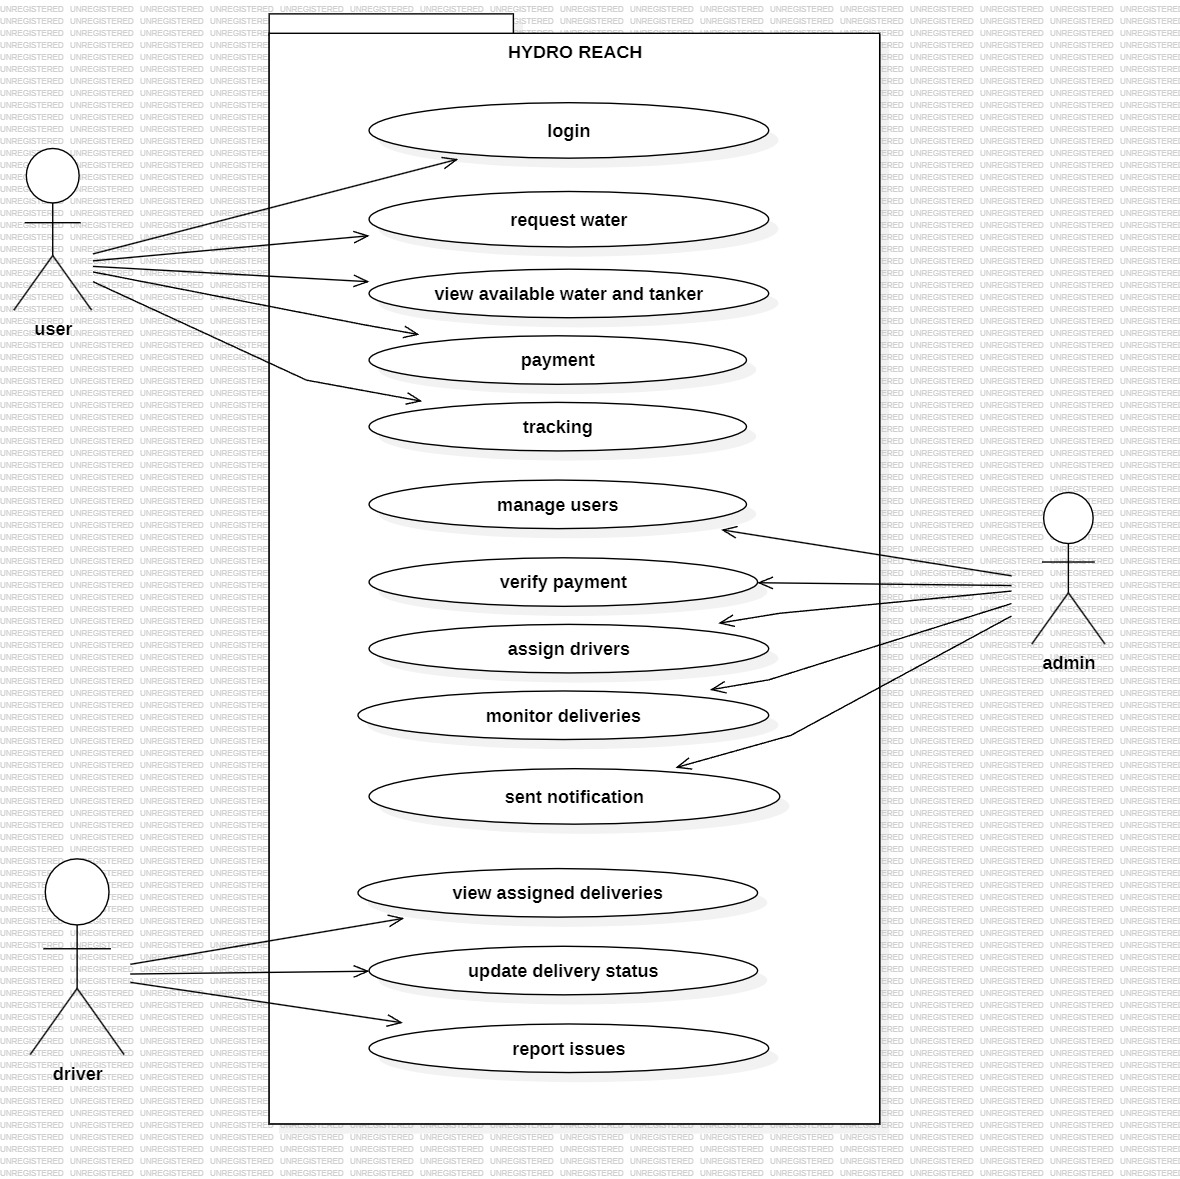 HYDRO REACH
login
request water
view available water and tanker
payment
tracking
user
manage users
verify payment
assign drivers
monitor deliveries
sent notification
admin
view assigned deliveries
update delivery status
report issues
driver
UNREGISTERED